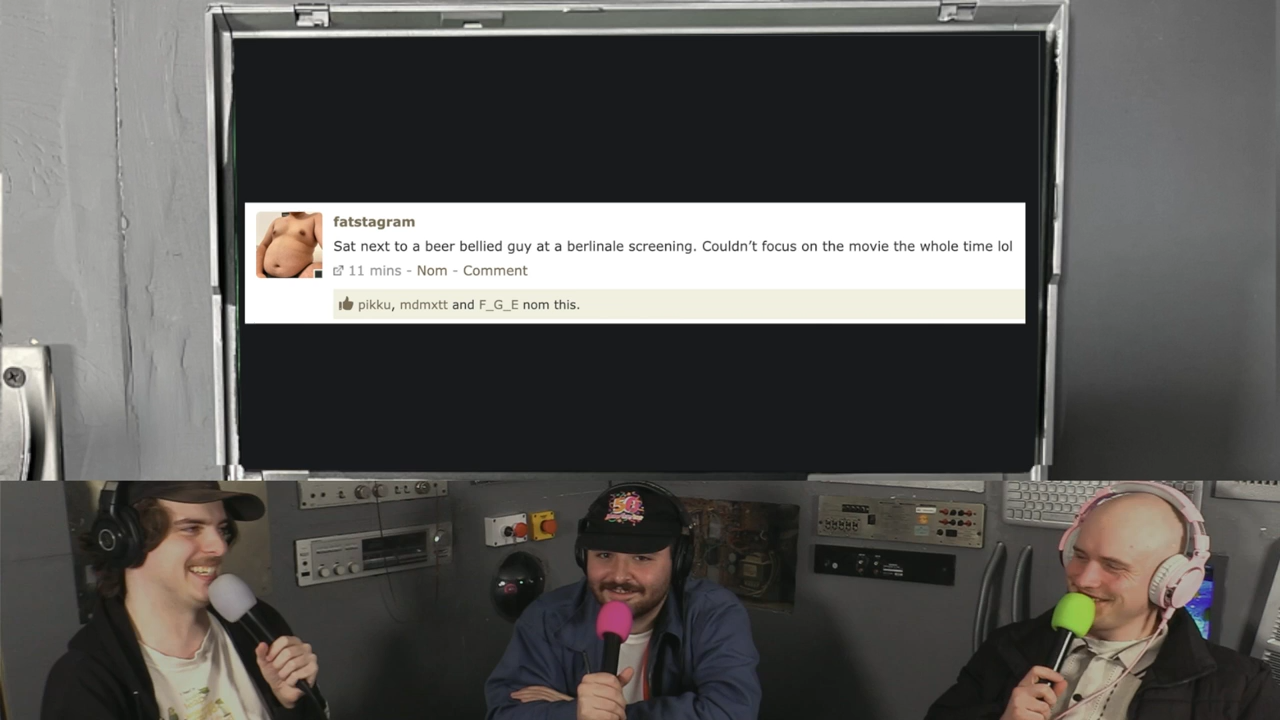 fatstagram
Sat next to a beer bellied guy at a berlinale screening. Couldn't focus on the movie the whole time lol
11 mins - Nom - Comment
pikku, mdmxtt and F_G_E nom this.